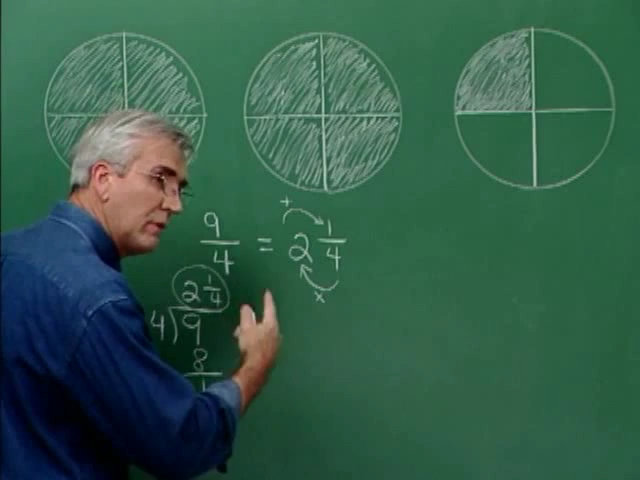 +
9/4 = 2 1/4
x
2 1/4
4)9
8
1